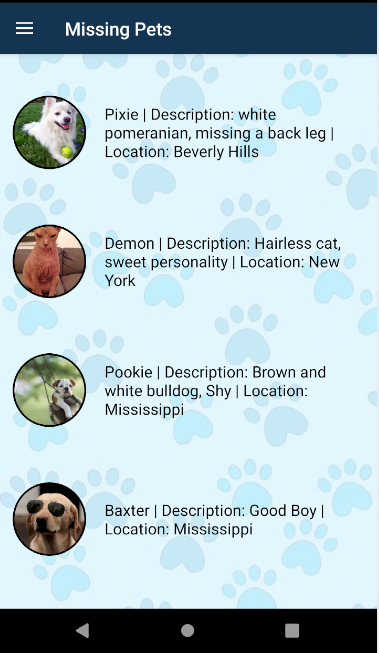 Missing Pets
Pixie | Description: white
pomeranian, missing a back leg |
Location: Beverly Hills
Demon | Description: Hairless cat,
sweet personality | Location: New
York
Pookie | Description: Brown and
white bulldog, Shy | Location:
Mississippi
Baxter | Description: Good Boy |
Location: Mississippi